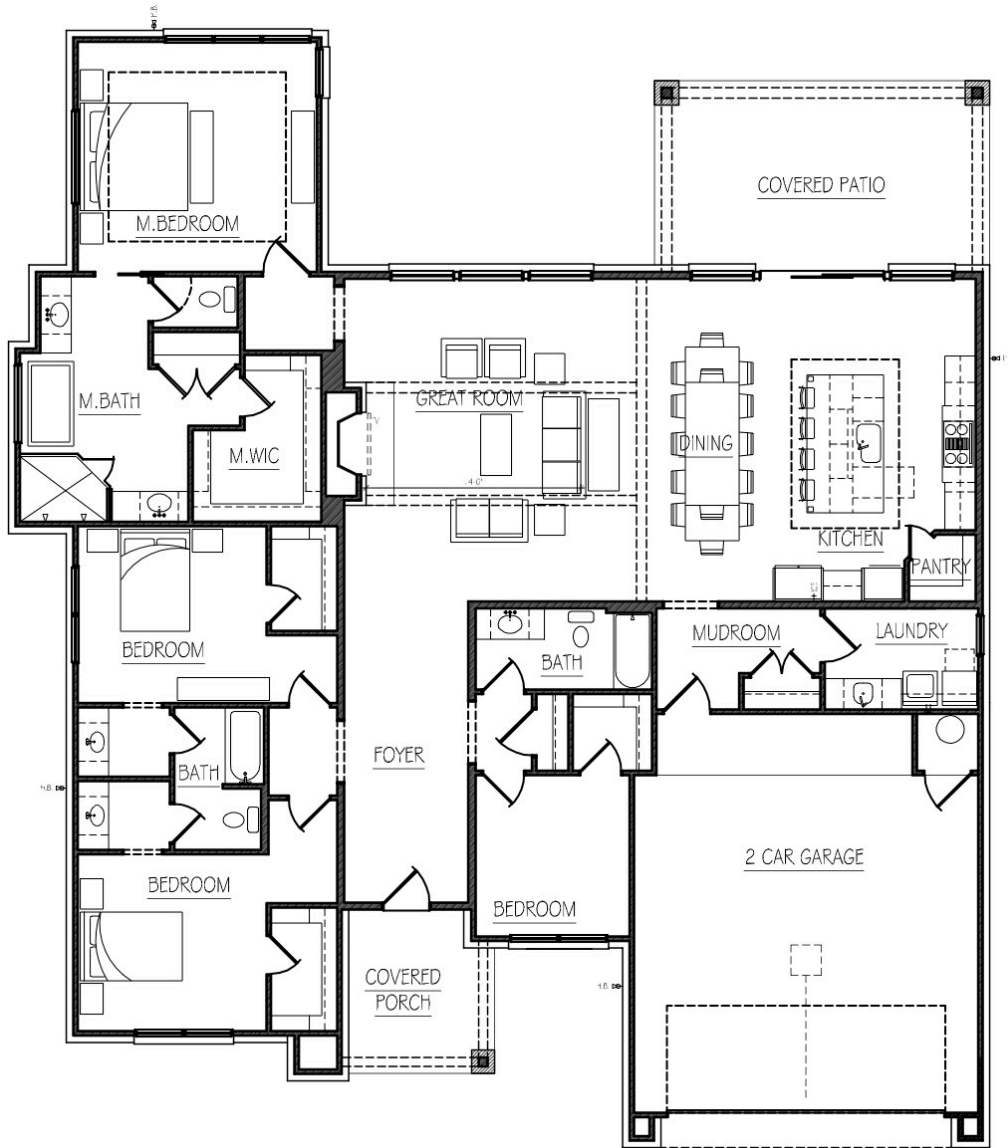 H.B.
COVERED PATIO
M.BEDROOM
GREAT ROOM
M.BATH
DINING
M.WIC
KITCHEN
PANTRY
MUDROOM
LAUNDRY
BEDROOM
BATH
FOYER
BATH
H.B.
2 CAR GARAGE
BEDROOM
BEDROOM
COVERED
PORCH
H.B.